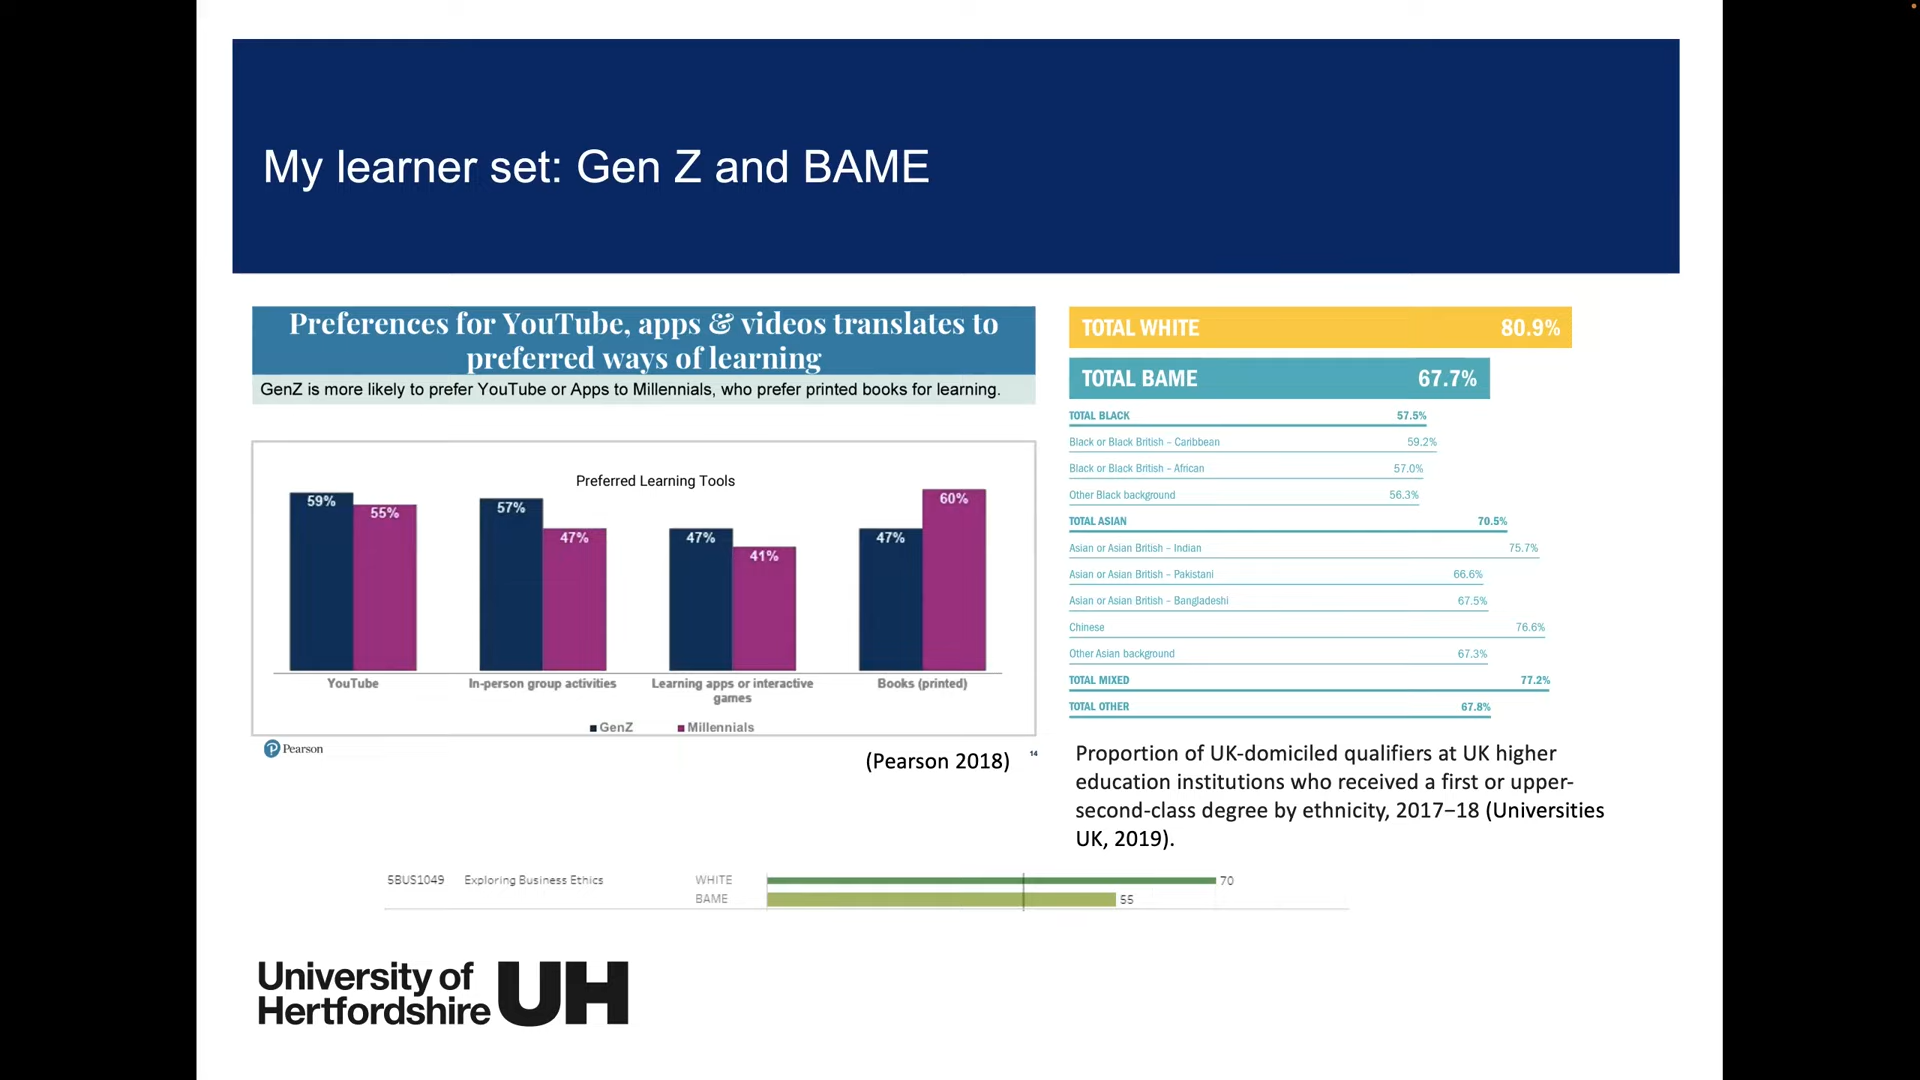 My learner set: Gen Z and BAME
Preferences for YouTube, apps & videos translates to
preferred ways of learning
GenZ is more likely to prefer YouTube or Apps to Millennials, who prefer printed books for learning.
Preferred Learning Tools
59% 55% 57% 47% 47% 41% 47% 60%
YouTube In-person group activities Learning apps or interactive Books (printed)
games
GenZ Millennials
Pearson
(Pearson 2018) 14
TOTAL WHITE 80.9%
TOTAL BAME 67.7%
TOTAL BLACK 57.5%
Black or Black British – Caribbean 59.2%
Black or Black British – African 57.0%
Other Black background 56.3%
TOTAL ASIAN 70.5%
Asian or Asian British – Indian 75.7%
Asian or Asian British – Pakistani 66.6%
Asian or Asian British – Bangladeshi 67.5%
Chinese 76.6%
Other Asian background 67.3%
TOTAL MIXED 77.2%
TOTAL OTHER 67.8%
Proportion of UK-domiciled qualifiers at UK higher
education institutions who received a first or upper-
second-class degree by ethnicity, 2017–18 (Universities
UK, 2019).
5BUS1049 Exploring Business Ethics WHITE 70
BAME 55
University of
Hertfordshire UH